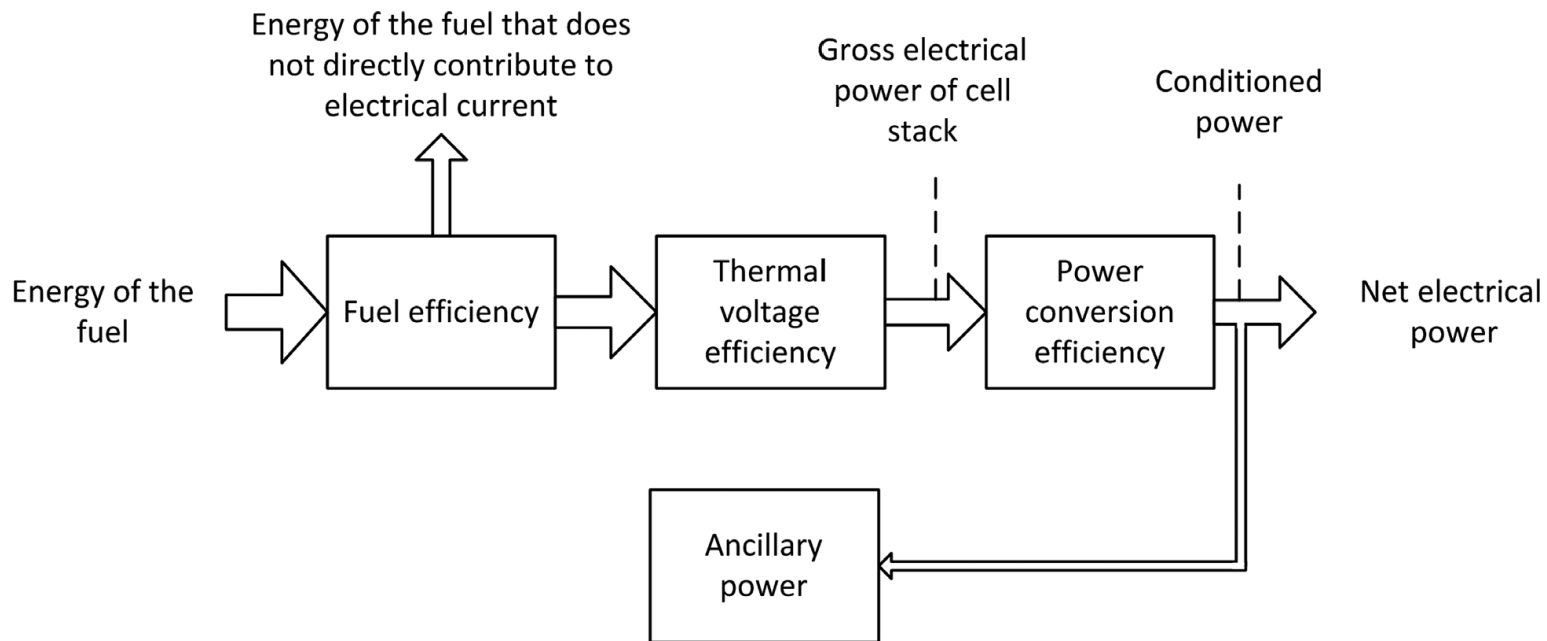 Energy of the fuel that does
not directly contribute to
electrical current
Gross electrical
power of cell
stack
Conditioned
power
Energy of the
fuel
Fuel efficiency
Thermal
voltage
efficiency
Power
conversion
efficiency
Net electrical
power
Ancillary
power